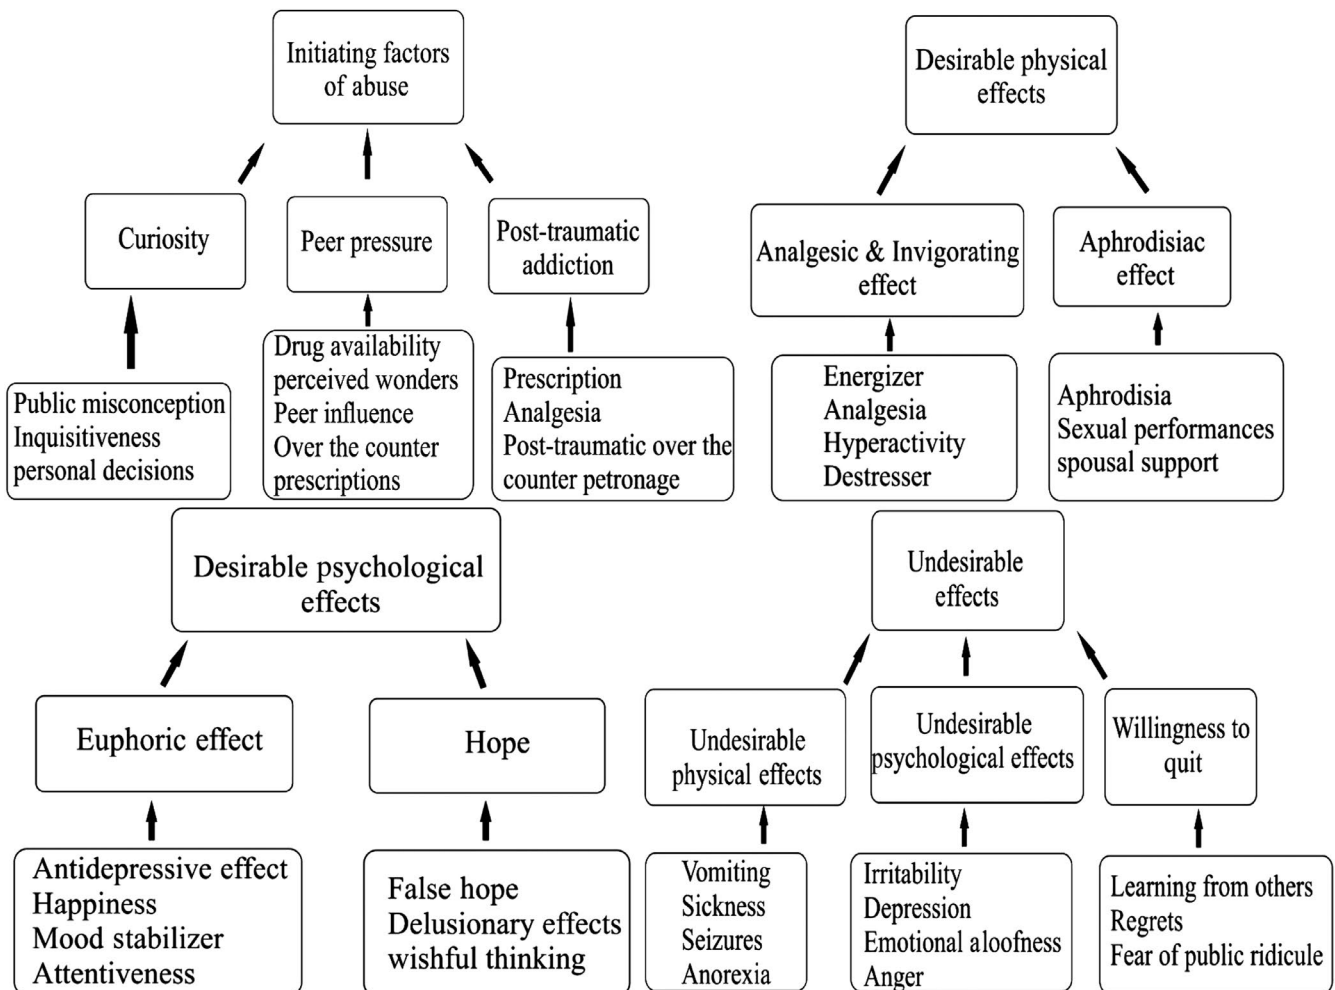 Initiating factors
of abuse
Curiosity
Peer pressure
Post-traumatic
addiction
Public misconception
Inquisitiveness
personal decisions
Drug availability
perceived wonders
Peer influence
Over the counter
prescriptions
Prescription
Analgesia
Post-traumatic over the
counter petronage
Desirable physical
effects
Analgesic & Invigorating
effect
Aphrodisiac
effect
Energizer
Analgesia
Hyperactivity
Destresser
Aphrodisia
Sexual performances
spousal support
Desirable psychological
effects
Euphoric effect
Hope
Antidepressive effect
Happiness
Mood stabilizer
Attentiveness
False hope
Delusionary effects
wishful thinking
Undesirable
effects
Undesirable
physical effects
Undesirable
psychological effects
Willingness to
quit
Vomiting
Sickness
Seizures
Anorexia
Irritability
Depression
Emotional aloofness
Anger
Learning from others
Regrets
Fear of public ridicule